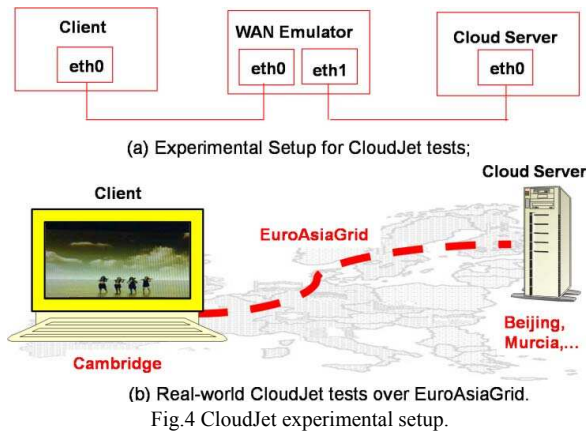 Client
WAN Emulator
Cloud Server
eth0
eth0
eth1
eth0
(a) Experimental Setup for CloudJet tests;
Client
Cloud Server
EuroAsiaGrid
Cambridge
Beijing,
Murcia,...
(b) Real-world CloudJet tests over EuroAsiaGrid.
Fig.4 CloudJet experimental setup.